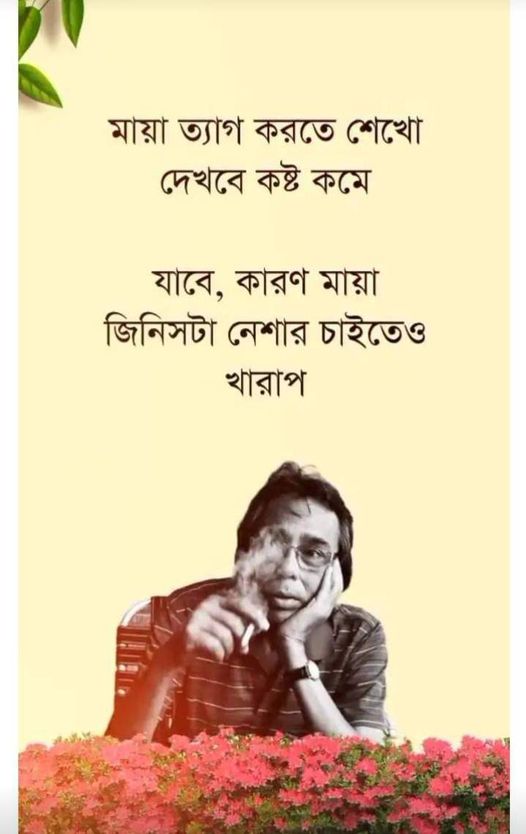 মায়া ত্যাগ করতে শেখো
দেখবে কষ্ট কমে
যাবে, কারণ মায়া
জিনিসটা নেশার চাইতেও
খারাপ